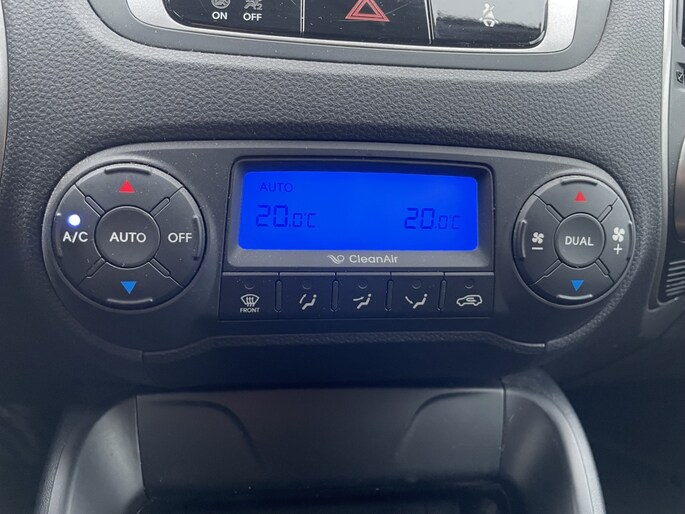 ON OFF
AUTO
20.0°C 20.0°C
CleanAir
A/C AUTO OFF
DUAL
- +
FRONT